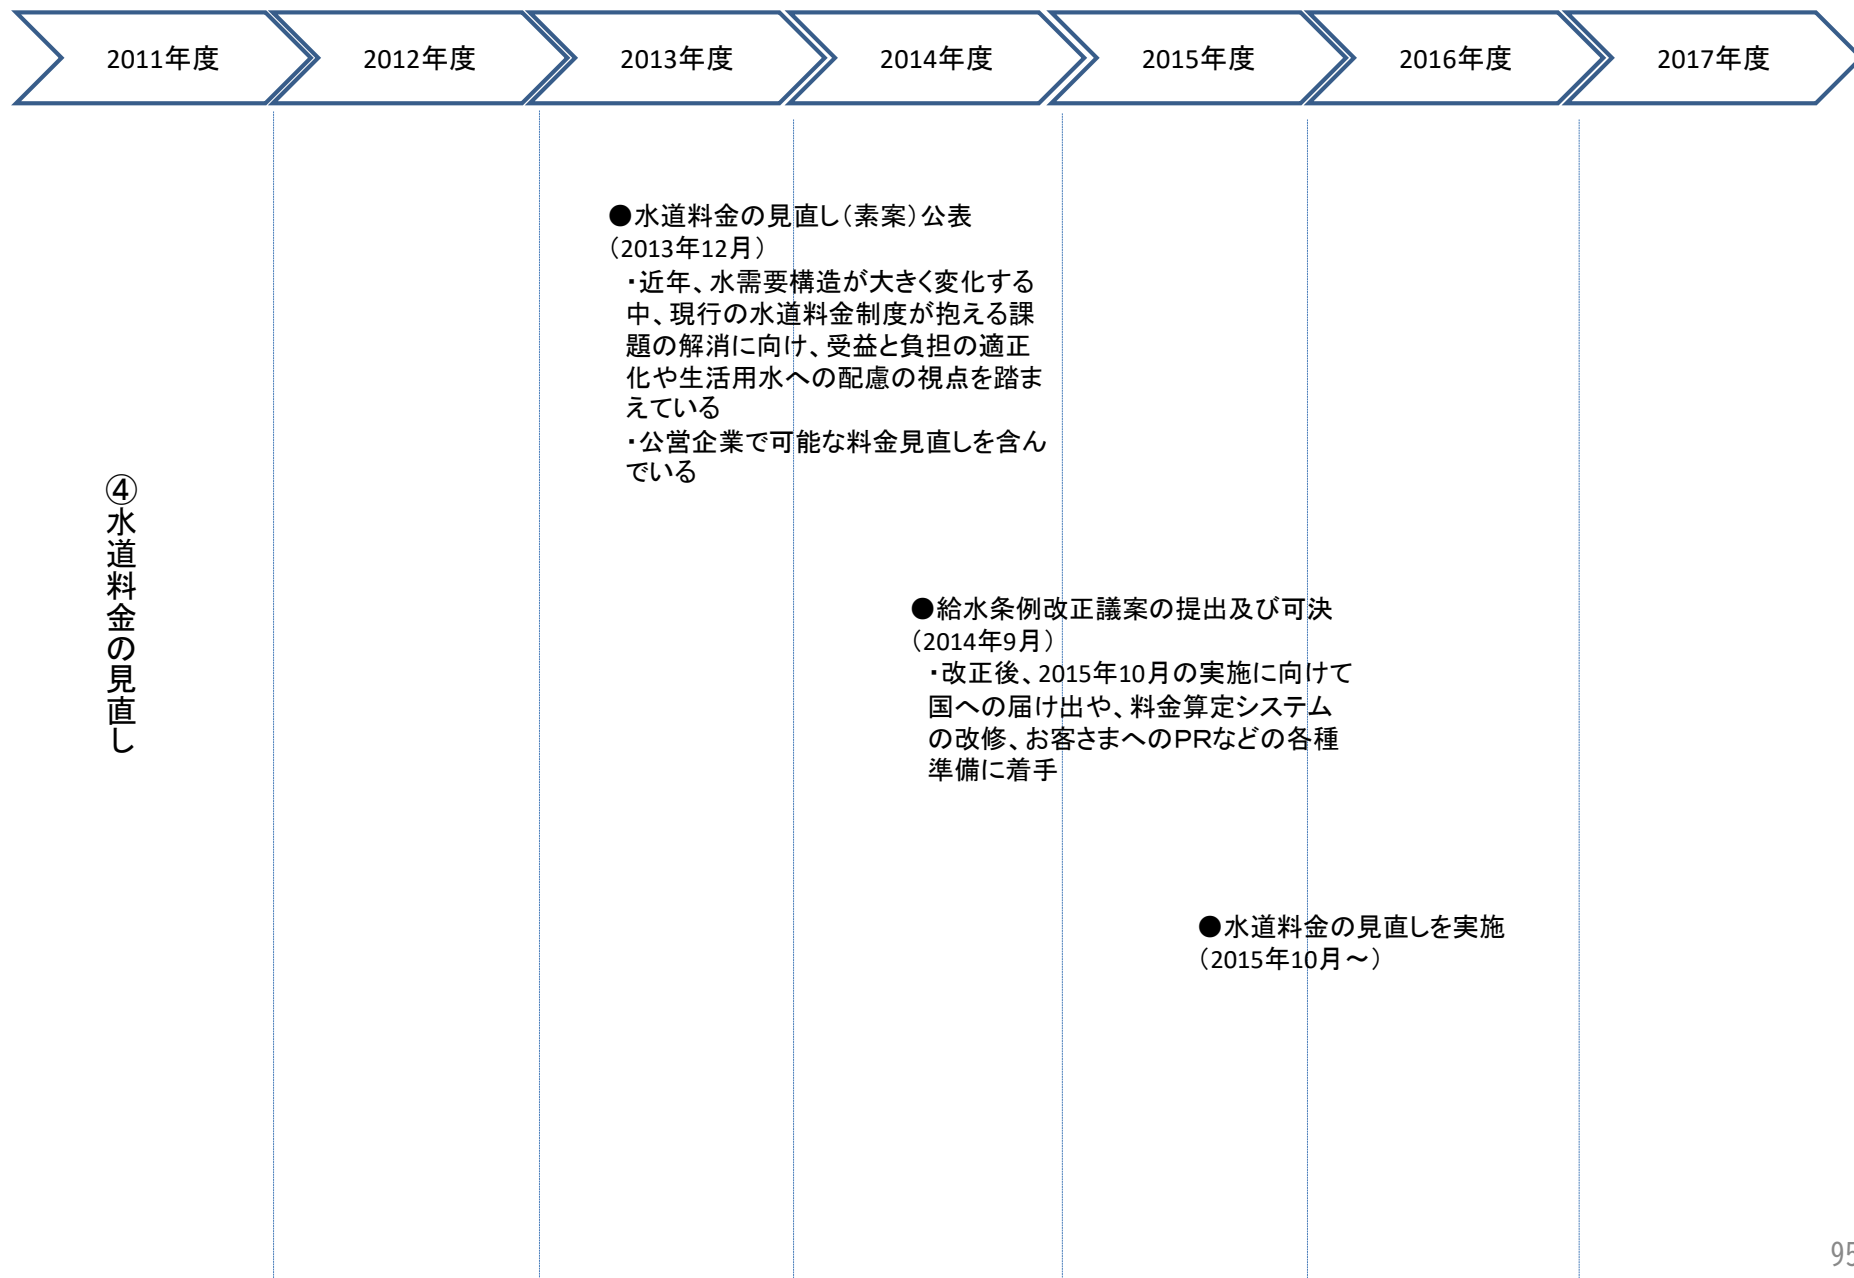 2011年度
2012年度
2013年度
2014年度
2015年度
2016年度
2017年度
④水道料金の見直し
●水道料金の見直し（素案）公表
（2013年12月）
・近年、水需要構造が大きく変化する
中、現行の水道料金制度が抱える課
題の解消に向け、受益と負担の適正
化や生活用水への配慮の視点を踏ま
えている
・公営企業で可能な料金見直しを含ん
でいる
●給水条例改正議案の提出及び可決
（2014年9月）
・改正後、2015年10月の実施に向けて
国への届け出や、料金算定システム
の改修、お客さまへのPRなどの各種
準備に着手
●水道料金の見直しを実施
（2015年10月～）
95